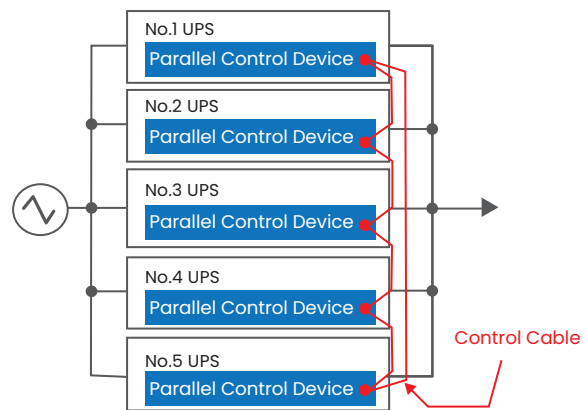 No.1 UPS
Parallel Control Device
No.2 UPS
Parallel Control Device
No.3 UPS
Parallel Control Device
No.4 UPS
Parallel Control Device
Control Cable
No.5 UPS
Parallel Control Device